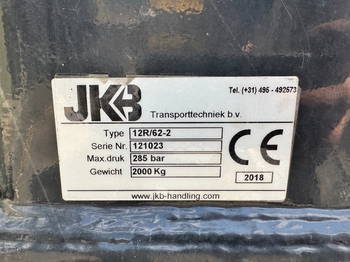 JKB
Tel. (+31) 495 - 492573
Transporttechniek b.v.
Type 12R/62-2
Serie Nr. 121023
Max.druk 285 bar
Gewicht 2000 Kg
CE
2018
www.jkb-handling.com